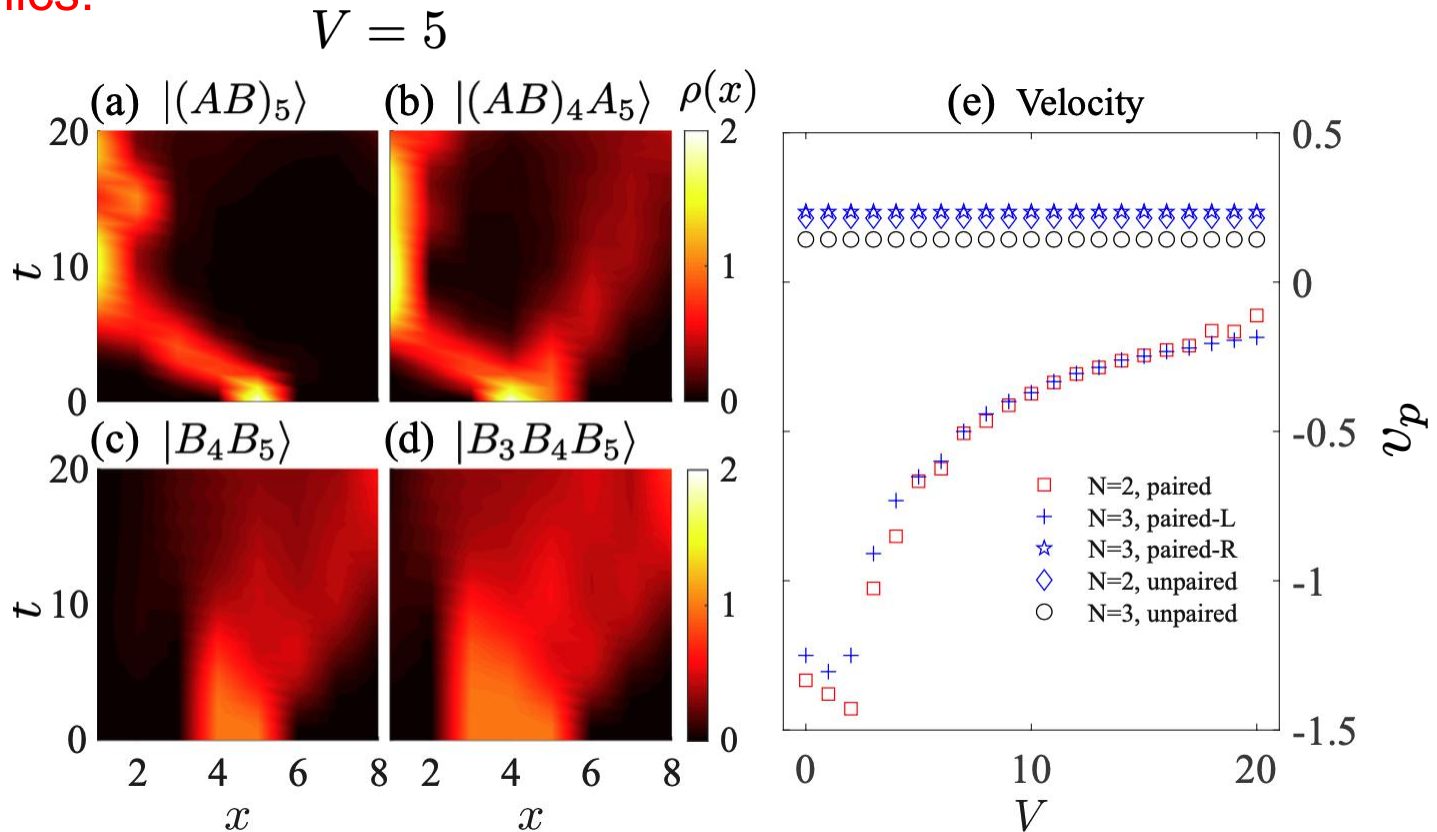 V = 5
(a) |(AB)₅⟩ (b) |(AB)₄A₅⟩ ρ(x) (e) Velocity
20 2 0.5
t 10 1 0
0 0
(c) |B₄B₅⟩ (d) |B₃B₄B₅⟩
20 2 -0.5 vₚ
N=2, paired
N=3, paired-L
N=3, paired-R
t 10 1 -1
N=2, unpaired
N=3, unpaired
0 0 -1.5
2 4 6 8 2 4 6 8 0 10 20
x x V